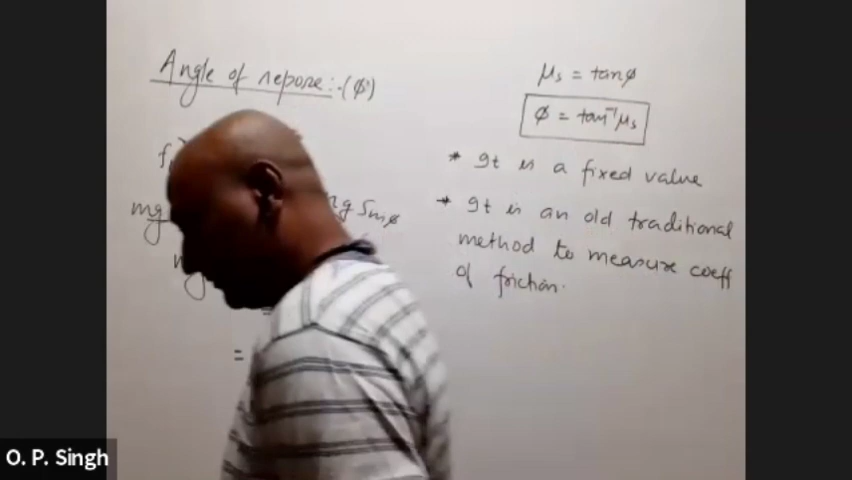 Angle of repose:-(φ)
μs = tanφ
φ = tan⁻¹μs
* It is a fixed value
* It is an old traditional
method to measure coeff
of friction.
mg
mg Sinφ
=
O. P. Singh